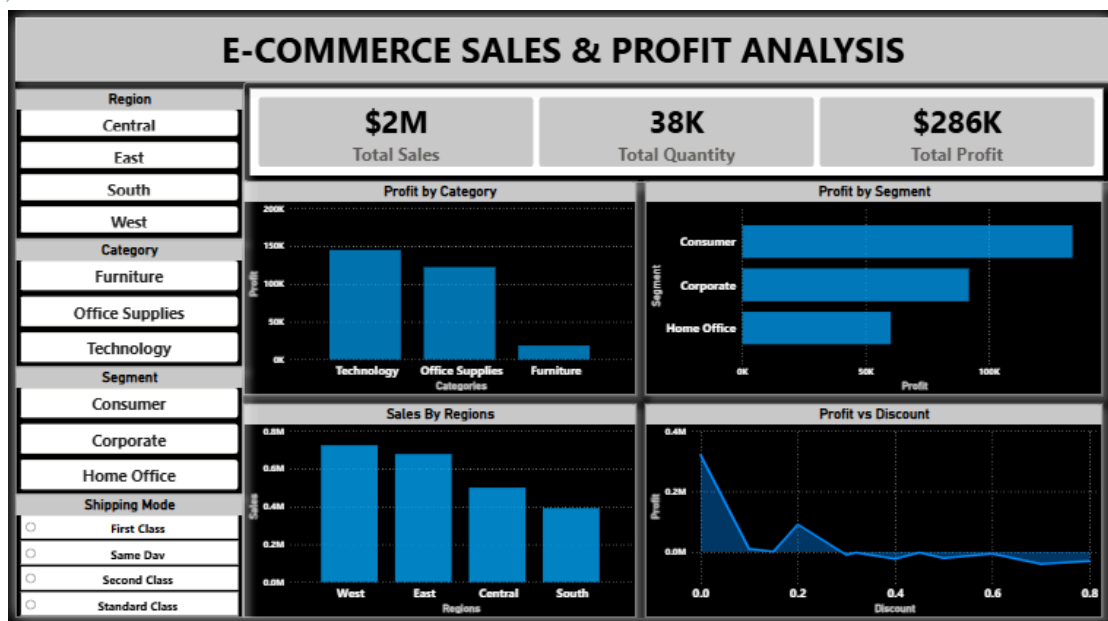 E-COMMERCE SALES & PROFIT ANALYSIS
Region
Central
East
South
West
Category
Furniture
Office Supplies
Technology
Segment
Consumer
Corporate
Home Office
Shipping Mode
First Class
Same Day
Second Class
Standard Class
$2M
Total Sales
38K
Total Quantity
$286K
Total Profit
Profit by Category
Profit
200K
150K
100K
50K
0K
Technology Office Supplies Furniture
Categories
Profit by Segment
Segment
Consumer
Corporate
Home Office
0K 50K 100K
Profit
Sales By Regions
Sales
0.8M
0.6M
0.4M
0.2M
0.0M
West East Central South
Regions
Profit vs Discount
Profit
0.4M
0.2M
0.0M
0.0 0.2 0.4 0.6 0.8
Discount